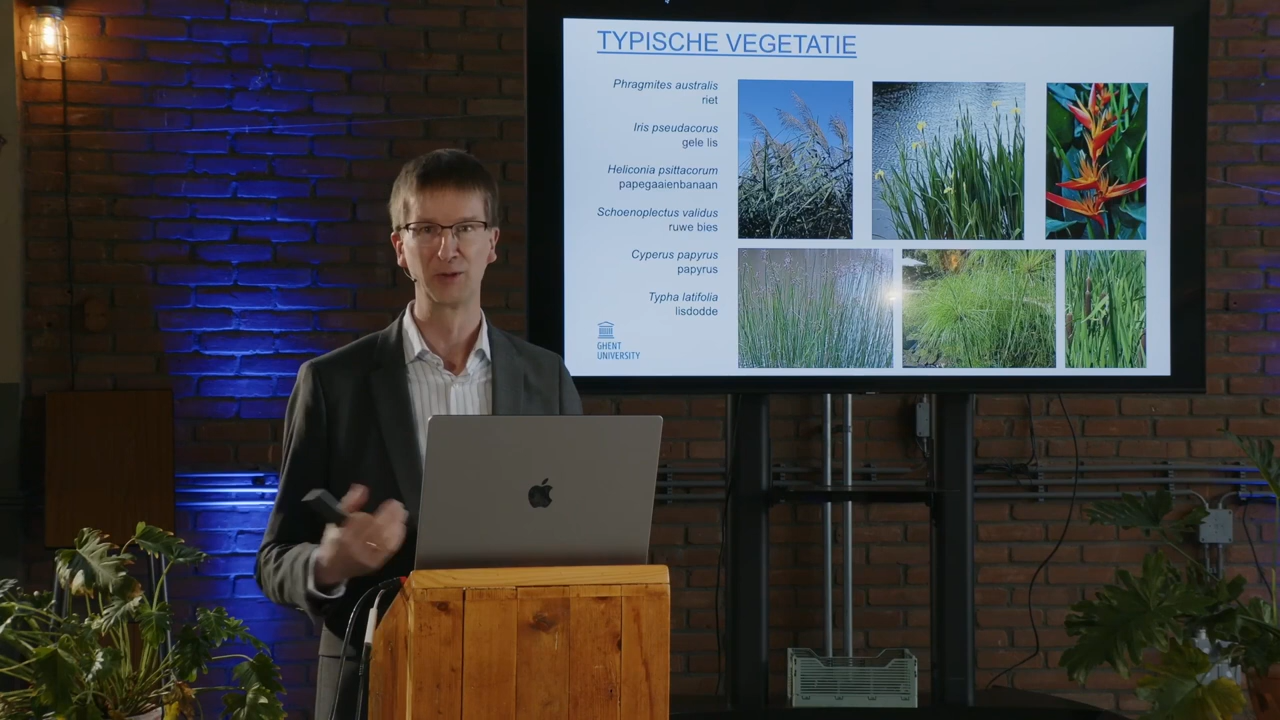 TYPISCHE VEGETATIE
Phragmites australis
riet
Iris pseudacorus
gele lis
Heliconia psittacorum
papegaaienbanaan
Schoenoplectus validus
ruwe bies
Cyperus papyrus
papyrus
Typha latifolia
lisdodde
GHENT
UNIVERSITY